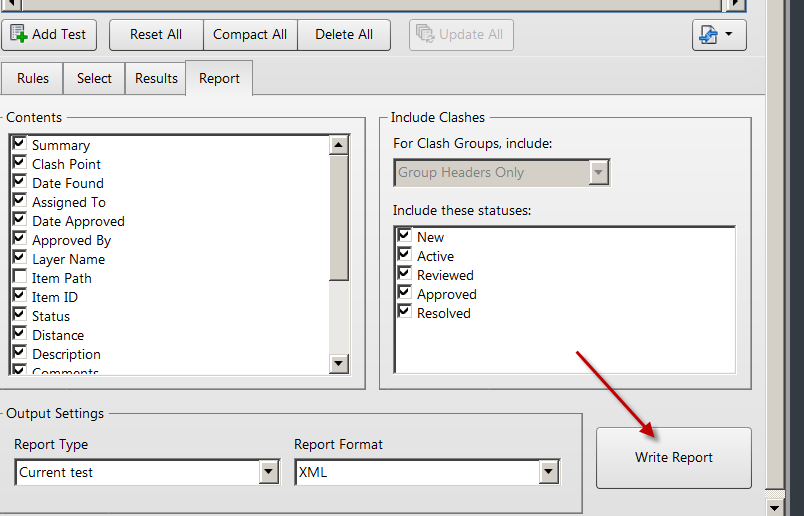 Add Test
Reset All
Compact All
Delete All
Update All
Rules
Select
Results
Report
Contents
Summary
Clash Point
Date Found
Assigned To
Date Approved
Approved By
Layer Name
Item Path
Item ID
Status
Distance
Description
Comments
Include Clashes
For Clash Groups, include:
Group Headers Only
Include these statuses:
New
Active
Reviewed
Approved
Resolved
Output Settings
Report Type
Current test
Report Format
XML
Write Report